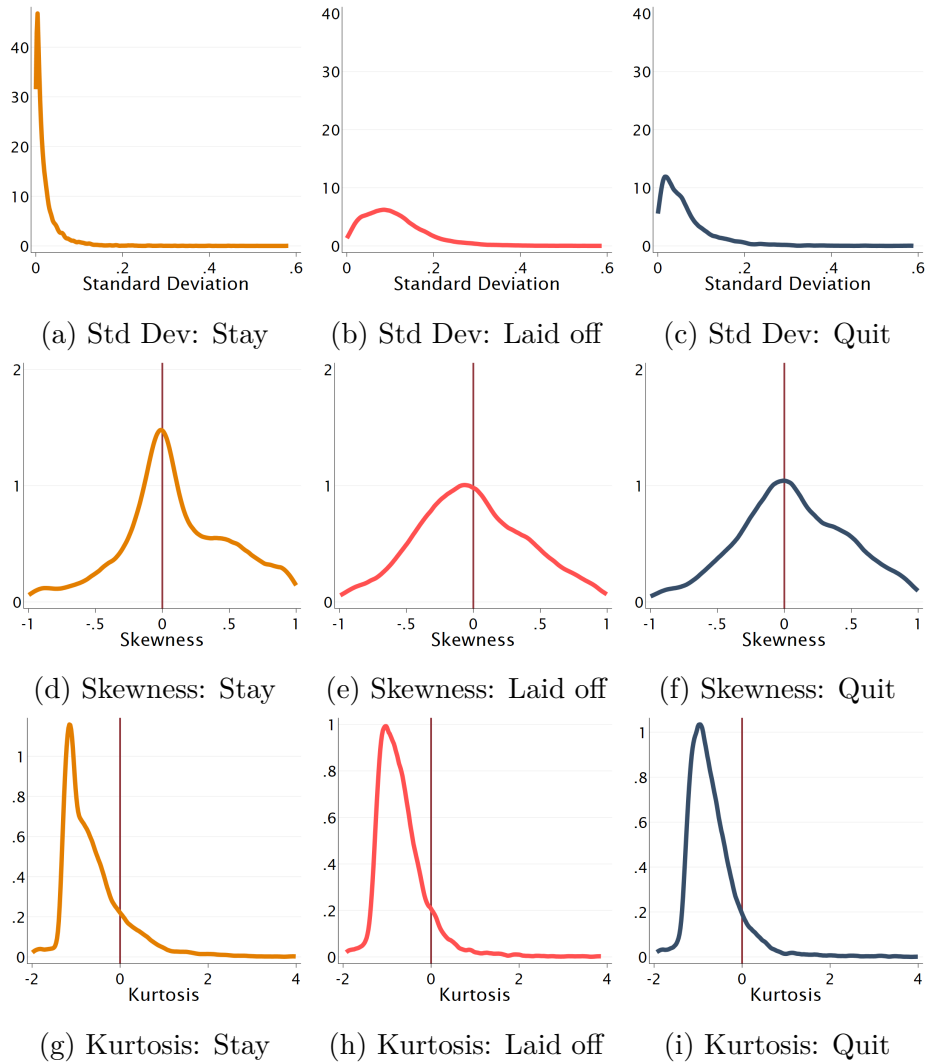 40
30
20
10
0
0 .2 .4 .6
Standard Deviation
(a) Std Dev: Stay
40
30
20
10
0
0 .2 .4 .6
Standard Deviation
(b) Std Dev: Laid off
40
30
20
10
0
0 .2 .4 .6
Standard Deviation
(c) Std Dev: Quit
2
1
0
-1 -.5 0 .5 1
Skewness
(d) Skewness: Stay
2
1
0
-1 -.5 0 .5 1
Skewness
(e) Skewness: Laid off
2
1
0
-1 -.5 0 .5 1
Skewness
(f) Skewness: Quit
1
.8
.6
.4
.2
0
-2 0 2 4
Kurtosis
(g) Kurtosis: Stay
1
.8
.6
.4
.2
0
-2 0 2 4
Kurtosis
(h) Kurtosis: Laid off
1
.8
.6
.4
.2
0
-2 0 2 4
Kurtosis
(i) Kurtosis: Quit